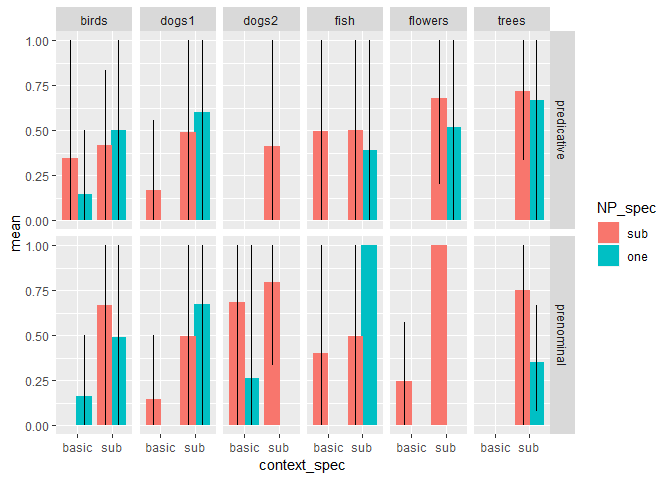 birds dogs1 dogs2 fish flowers trees
1.00
0.75
0.50
0.25
0.00
predicative
1.00
0.75
0.50
0.25
0.00
prenominal
mean
basic sub basic sub basic sub basic sub basic sub basic sub
context_spec
NP_spec
sub
one